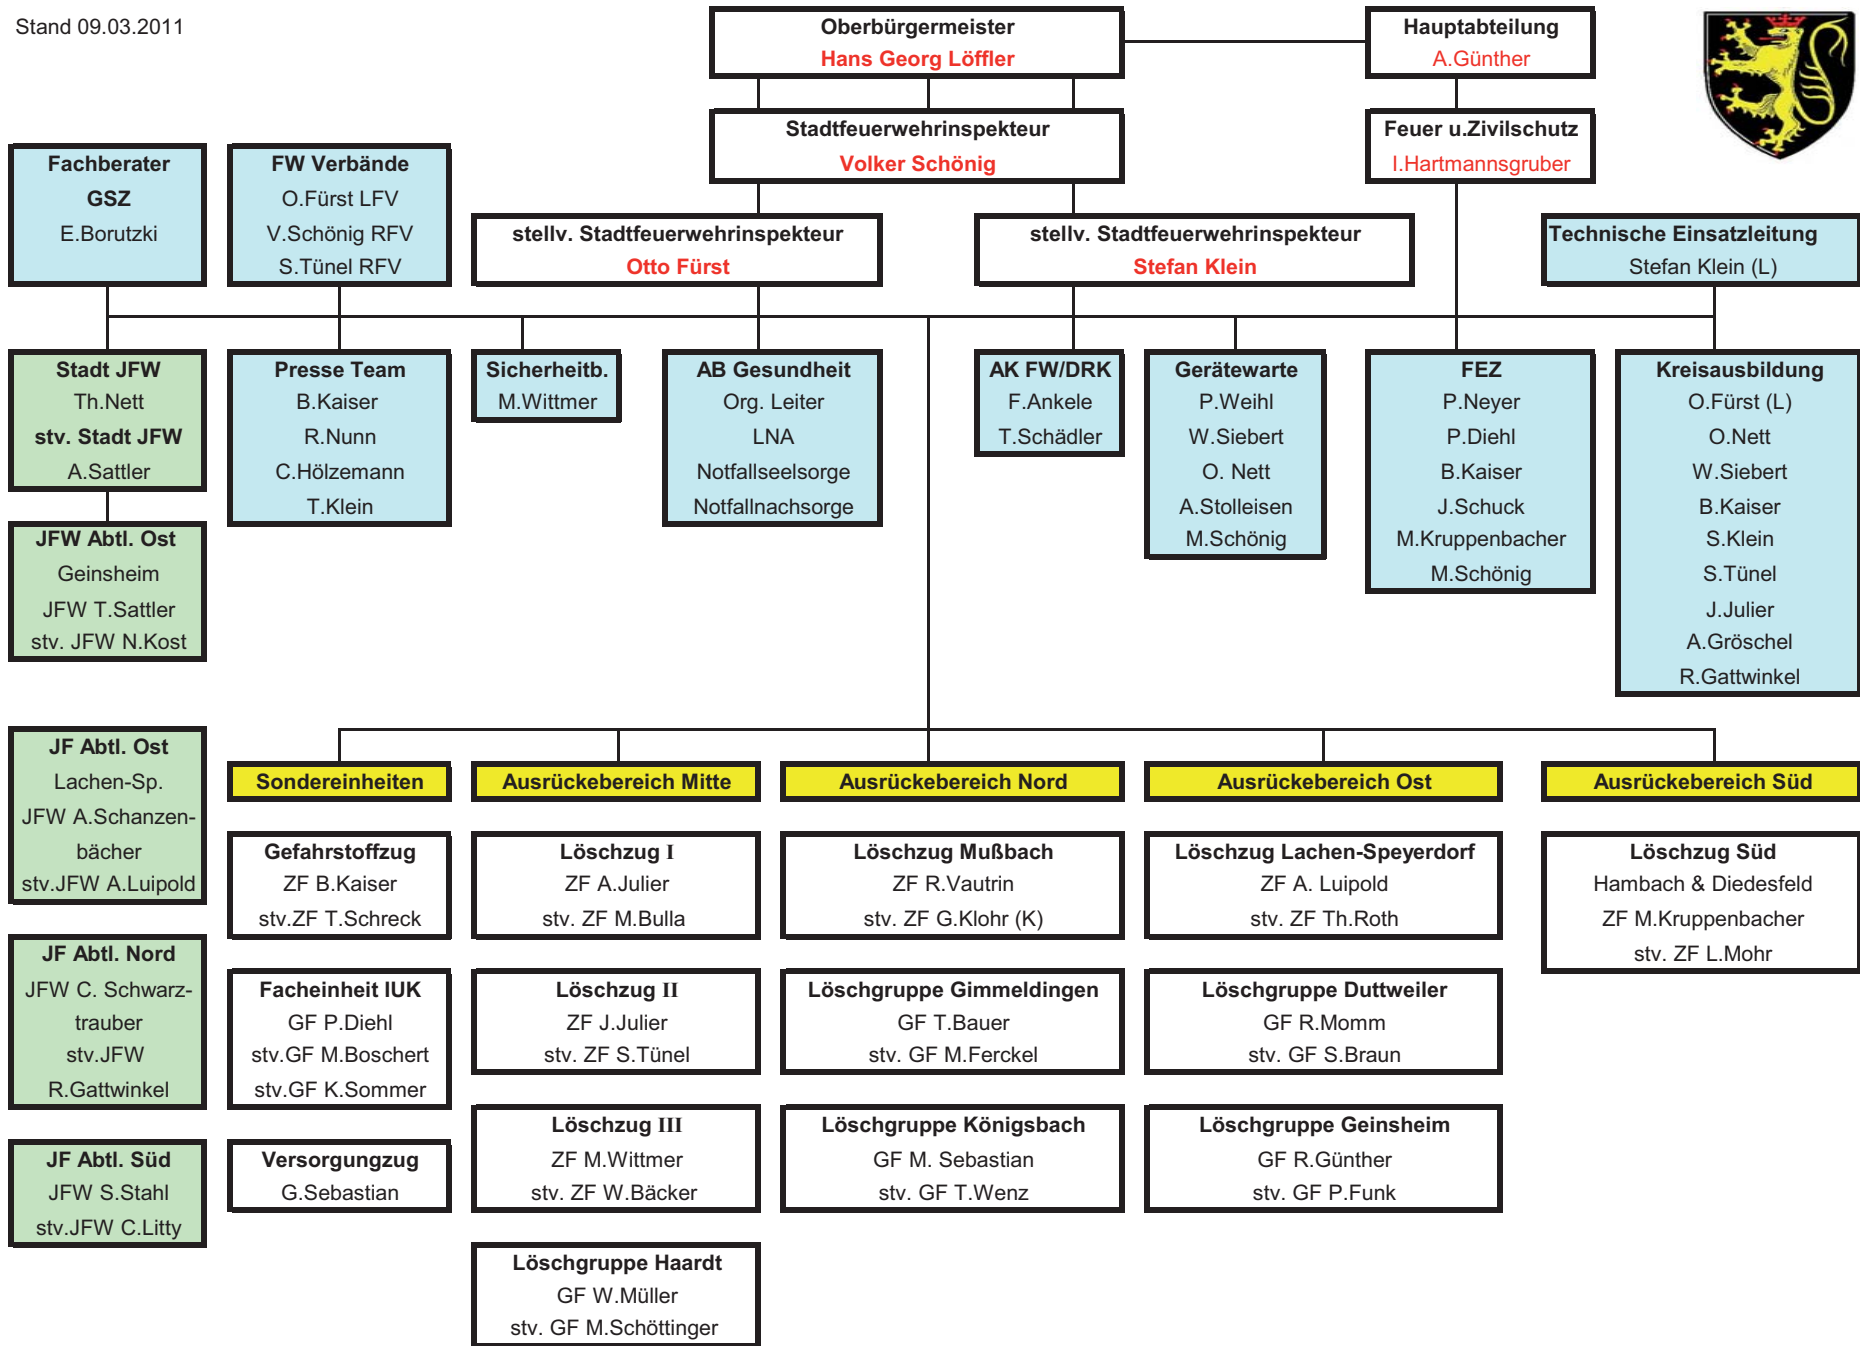 Stand 09.03.2011
Oberbürgermeister
Hans Georg Löffler
Hauptabteilung
A.Günther
Stadtfeuerwehrinspekteur
Volker Schönig
Feuer u.Zivilschutz
I.Hartmannsgruber
Fachberater
GSZ
E.Borutzki
FW Verbände
O.Fürst LFV
V.Schönig RFV
S.Tünel RFV
stellv. Stadtfeuerwehrinspekteur
Otto Fürst
stellv. Stadtfeuerwehrinspekteur
Stefan Klein
Technische Einsatzleitung
Stefan Klein (L)
Stadt JFW
Th.Nett
stv. Stadt JFW
A.Sattler
Presse Team
B.Kaiser
R.Nunn
C.Hölzemann
T.Klein
Sicherheitb.
M.Wittmer
AB Gesundheit
Org. Leiter
LNA
Notfallseelsorge
Notfallnachsorge
AK FW/DRK
F.Ankele
T.Schädler
Gerätewarte
P.Weihl
W.Siebert
O. Nett
A.Stolleisen
M.Schönig
FEZ
P.Neyer
P.Diehl
B.Kaiser
J.Schuck
M.Kruppenbacher
M.Schönig
Kreisausbildung
O.Fürst (L)
O.Nett
W.Siebert
B.Kaiser
S.Klein
S.Tünel
J.Julier
A.Gröschel
R.Gattwinkel
JFW Abtl. Ost
Geinsheim
JFW T.Sattler
stv. JFW N.Kost
JF Abtl. Ost
Lachen-Sp.
JFW A.Schanzen-
bächer
stv.JFW A.Luipold
JF Abtl. Nord
JFW C. Schwarz-
trauber
stv.JFW
R.Gattwinkel
JF Abtl. Süd
JFW S.Stahl
stv.JFW C.Litty
Sondereinheiten
Gefahrstoffzug
ZF B.Kaiser
stv.ZF T.Schreck
Facheinheit IUK
GF P.Diehl
stv.GF M.Boschert
stv.GF K.Sommer
Versorgungzug
G.Sebastian
Ausrückebereich Mitte
Löschzug I
ZF A.Julier
stv. ZF M.Bulla
Löschzug II
ZF J.Julier
stv. ZF S.Tünel
Löschzug III
ZF M.Wittmer
stv. ZF W.Bäcker
Löschgruppe Haardt
GF W.Müller
stv. GF M.Schöttinger
Ausrückebereich Nord
Löschzug Mußbach
ZF R.Vautrin
stv. ZF G.Klohr (K)
Löschgruppe Gimmeldingen
GF T.Bauer
stv. GF M.Ferckel
Löschgruppe Königsbach
GF M. Sebastian
stv. GF T.Wenz
Ausrückebereich Ost
Löschzug Lachen-Speyerdorf
ZF A. Luipold
stv. ZF Th.Roth
Löschgruppe Duttweiler
GF R.Momm
stv. GF S.Braun
Löschgruppe Geinsheim
GF R.Günther
stv. GF P.Funk
Ausrückebereich Süd
Löschzug Süd
Hambach & Diedesfeld
ZF M.Kruppenbacher
stv. ZF L.Mohr